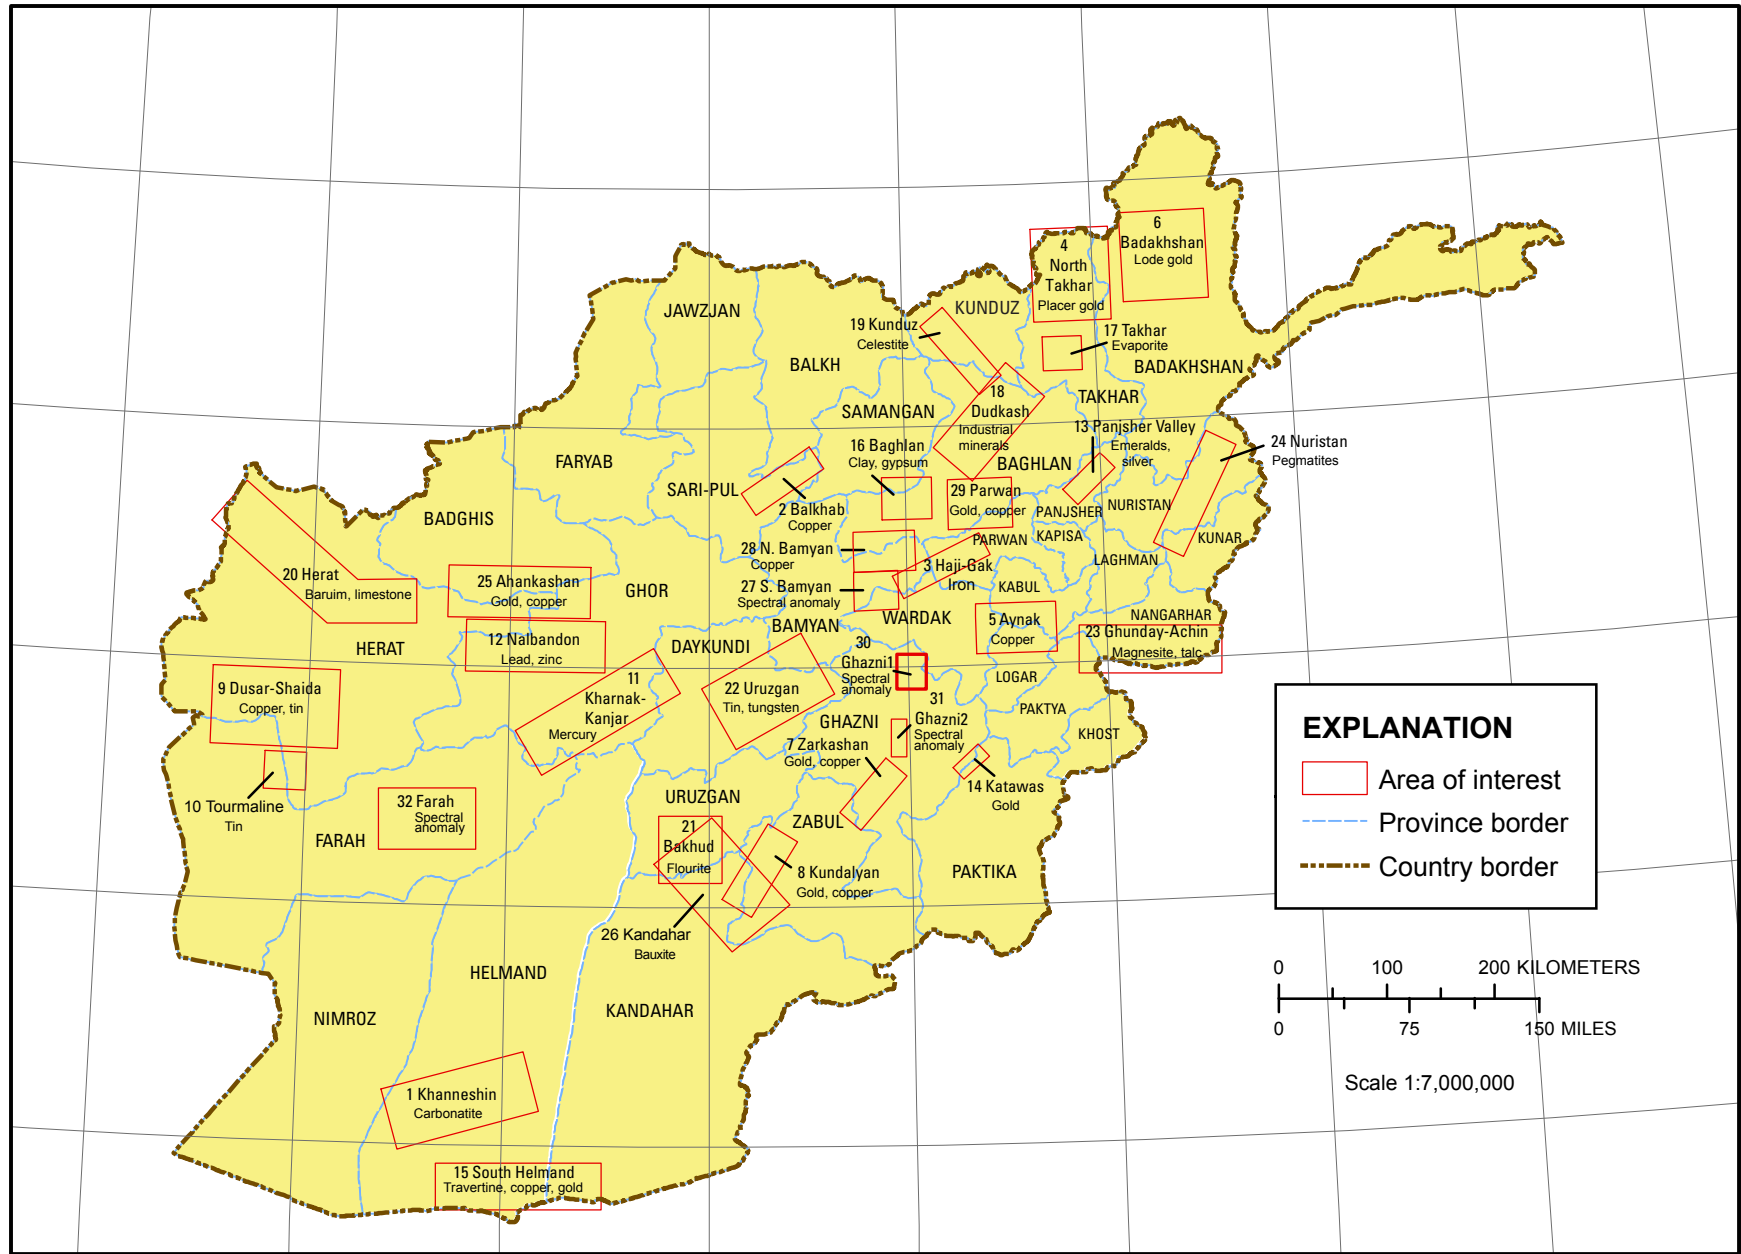 6
Badakhshan
Lode gold
4
North
Takhar
Placer gold
JAWZJAN
KUNDUZ
19 Kunduz
Celestite
17 Takhar
Evaporite
BALKH
BADAKHSHAN
18
Dudkash
Industrial
minerals
TAKHAR
SAMANGAN
13 Panjsher Valley
Emeralds,
silver
24 Nuristan
Pegmatites
16 Baghlan
Clay, gypsum
FARYAB
BAGHLAN
SARI-PUL
29 Parwan
Gold, copper
2 Balkhab
Copper
PANJSHER
NURISTAN
BADGHIS
28 N. Bamyan
Copper
PARWAN
KAPISA
KUNAR
LAGHMAN
3 Haji-Gak
Iron
20 Herat
Baruim, limestone
25 Ahankashan
Gold, copper
GHOR
27 S. Bamyan
Spectral anomaly
KABUL
NANGARHAR
BAMYAN
WARDAK
5 Aynak
Copper
23 Ghunday-Achin
Magnesite, talc
HERAT
12 Nalbandon
Lead, zinc
DAYKUNDI
30
Ghazni1
Spectral
anomaly
LOGAR
9 Dusar-Shaida
Copper, tin
11
Kharnak-
Kanjar
Mercury
22 Uruzgan
Tin, tungsten
31
Ghazni2
Spectral
anomaly
GHAZNI
PAKTYA
KHOST
7 Zarkashan
Gold, copper
14 Katawas
Gold
10 Tourmaline
Tin
32 Farah
Spectral
anomaly
URUZGAN
FARAH
ZABUL
21
Bakhud
Flourite
8 Kundalyan
Gold, copper
PAKTIKA
26 Kandahar
Bauxite
HELMAND
KANDAHAR
NIMROZ
1 Khanneshin
Carbonatite
15 South Helmand
Travertine, copper, gold
EXPLANATION
Area of interest
Province border
Country border
0 100 200 KILOMETERS
0 75 150 MILES
Scale 1:7,000,000